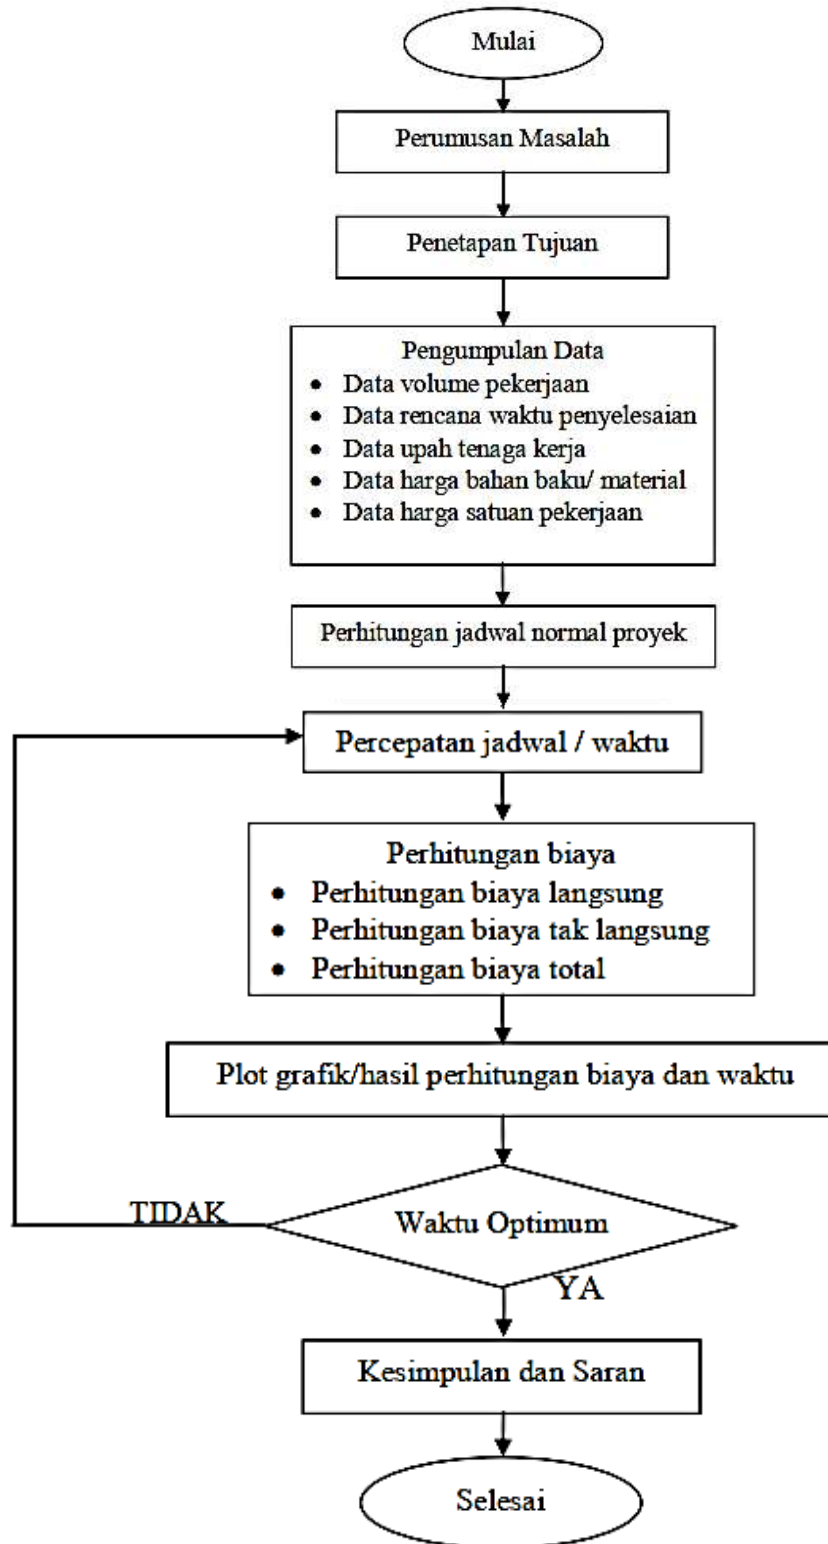 Mulai
Perumusan Masalah
Penetapan Tujuan
Pengumpulan Data
• Data volume pekerjaan
• Data rencana waktu penyelesaian
• Data upah tenaga kerja
• Data harga bahan baku/ material
• Data harga satuan pekerjaan
Perhitungan jadwal normal proyek
Percepatan jadwal / waktu
Perhitungan biaya
• Perhitungan biaya langsung
• Perhitungan biaya tak langsung
• Perhitungan biaya total
Plot grafik/hasil perhitungan biaya dan waktu
TIDAK
Waktu Optimum
YA
Kesimpulan dan Saran
Selesai